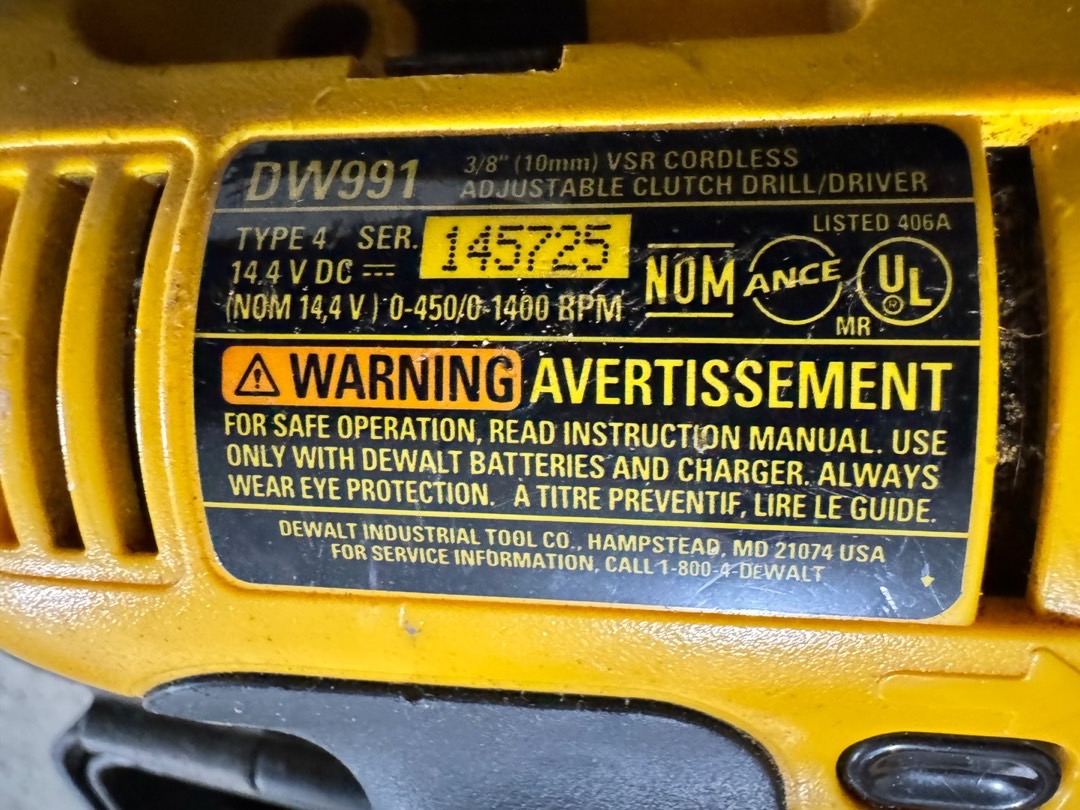 DW991
3/8" (10mm) VSR CORDLESS
ADJUSTABLE CLUTCH DRILL/DRIVER
TYPE 4 SER. 145725
14.4 V DC ⎓
(NOM 14,4 V ) 0-450/0-1400 RPM
LISTED 406A
NOM ANCE UL ®
MR
⚠ WARNING AVERTISSEMENT
FOR SAFE OPERATION, READ INSTRUCTION MANUAL. USE
ONLY WITH DEWALT BATTERIES AND CHARGER. ALWAYS
WEAR EYE PROTECTION. A TITRE PRÉVENTIF, LIRE LE GUIDE.
DEWALT INDUSTRIAL TOOL CO., HAMPSTEAD, MD 21074 USA
FOR SERVICE INFORMATION, CALL 1-800-4-DEWALT